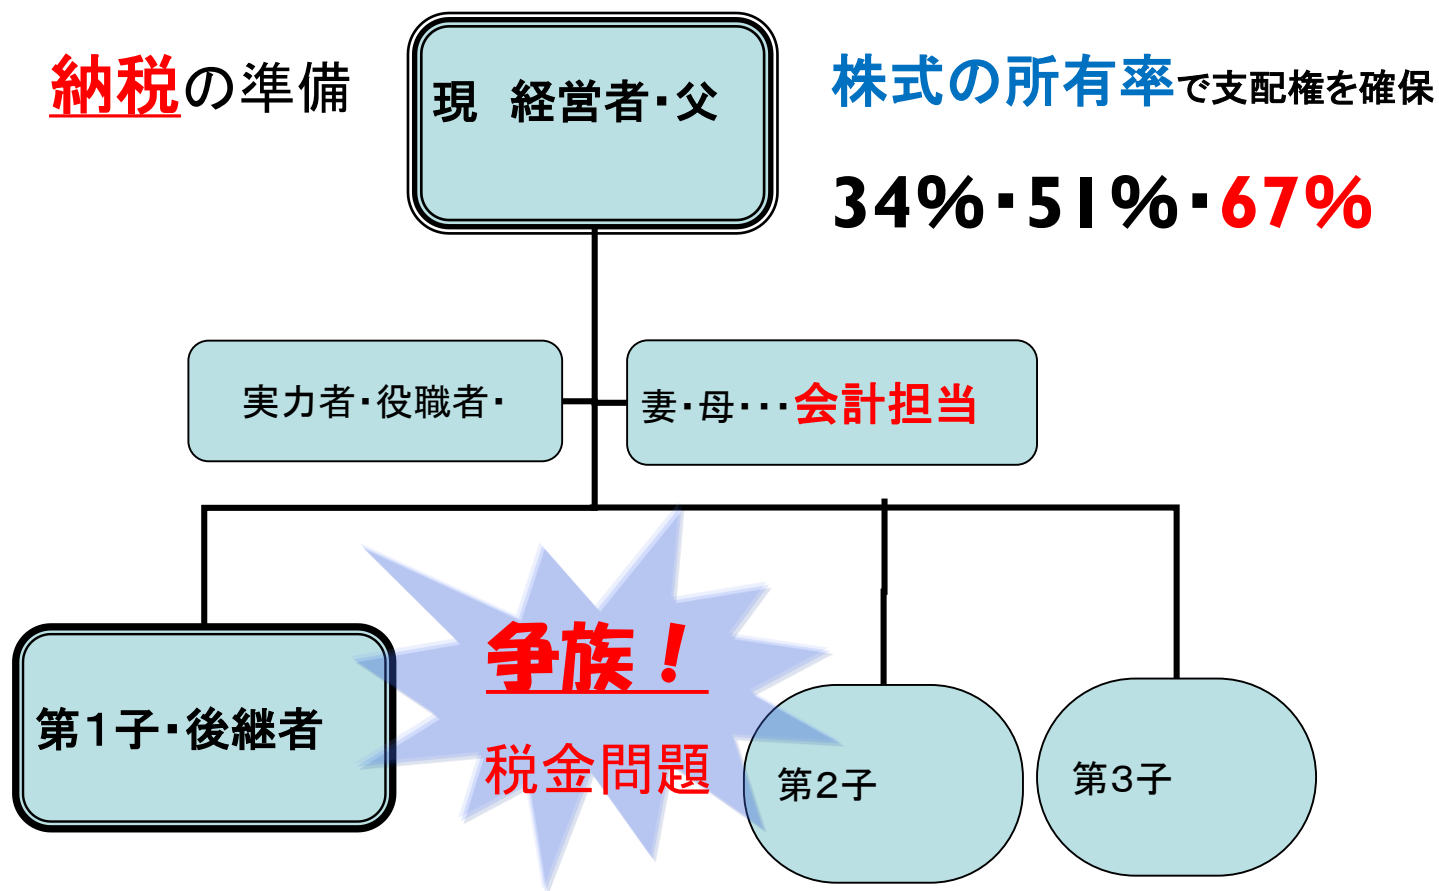 納税の準備
現　経営者・父
株式の所有率で支配権を確保
34%・51%・67%
実力者・役職者・
妻・母・・・会計担当
争族！
税金問題
第１子・後継者
第２子
第３子